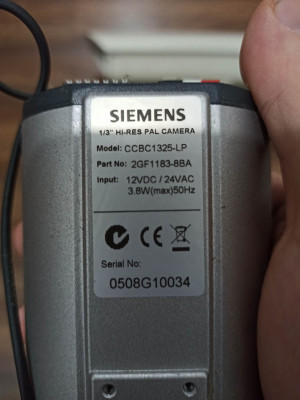 SIEMENS
1/3" HI-RES PAL CAMERA
Model: CCBC1325-LP
Part No: 2GF1183-8BA
Input: 12VDC / 24VAC
3.8W(max)50Hz
CE
Serial No:
0508G10034